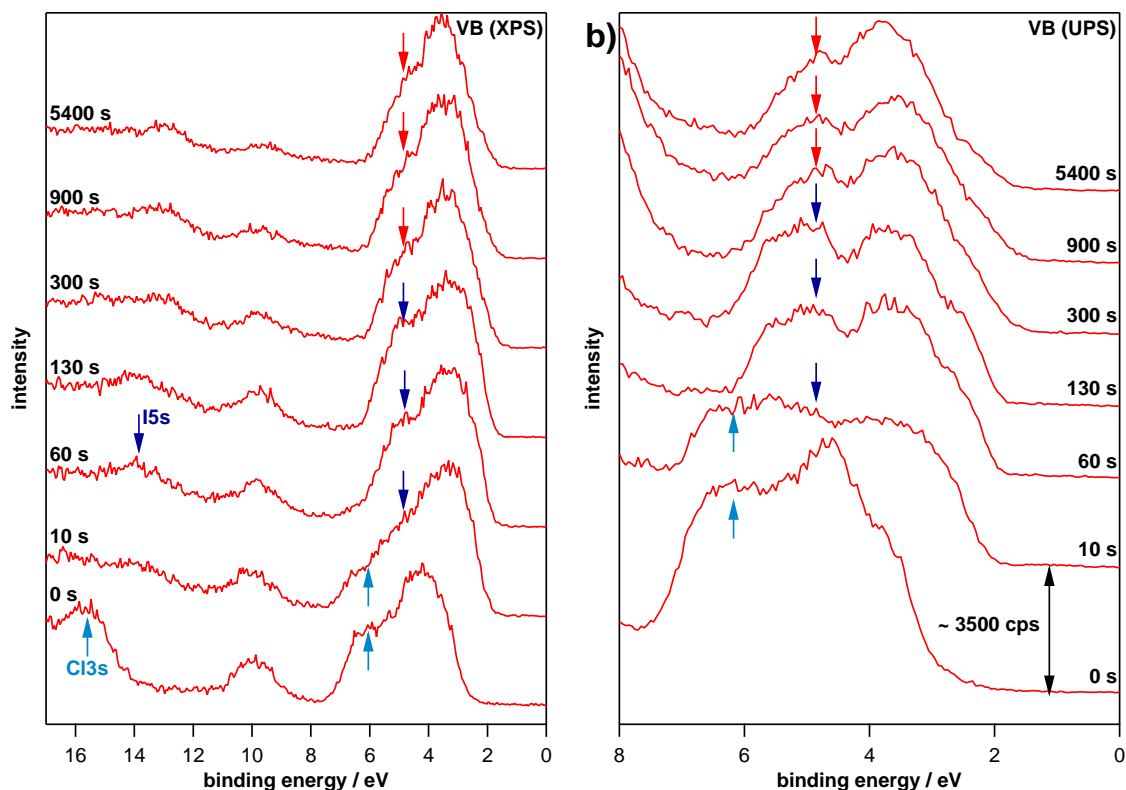 VB (XPS)
5400 s
900 s
300 s
130 s
60 s
I5s
10 s
0 s
Cl3s
intensity
16 14 12 10 8 6 4 2 0
binding energy / eV
b)
VB (UPS)
5400 s
900 s
300 s
130 s
60 s
10 s
~ 3500 cps
0 s
intensity
8 6 4 2 0
binding energy / eV